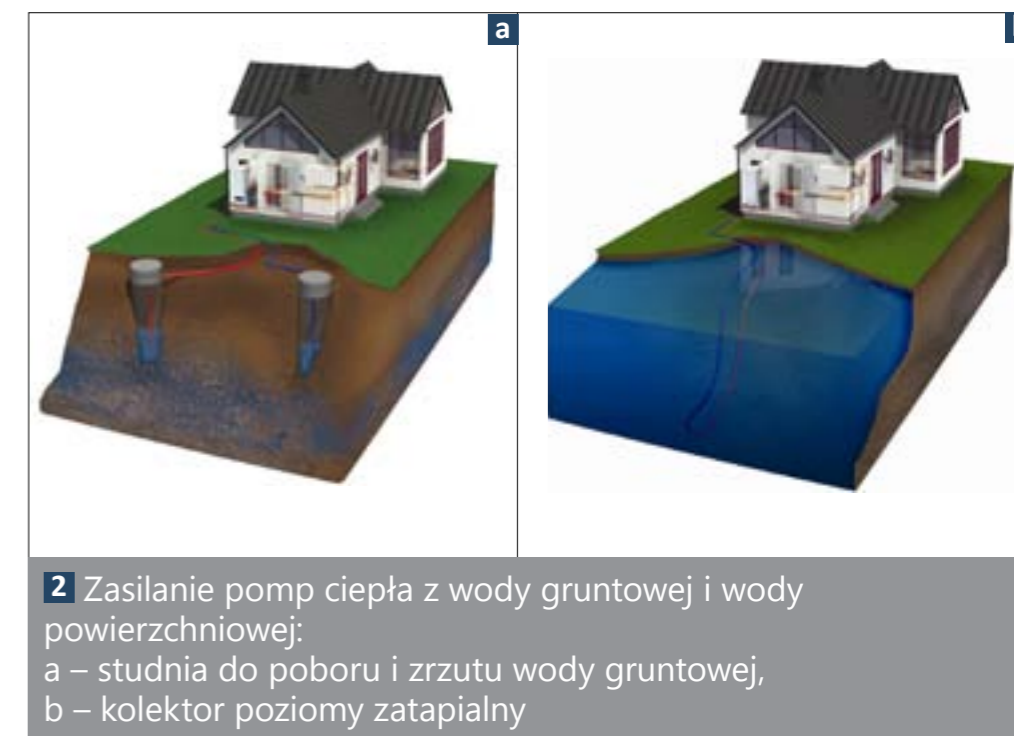 a
2 Zasilanie pomp ciepła z wody gruntowej i wody
powierzchniowej:
a – studnia do poboru i zrzutu wody gruntowej,
b – kolektor poziomy zatapialny